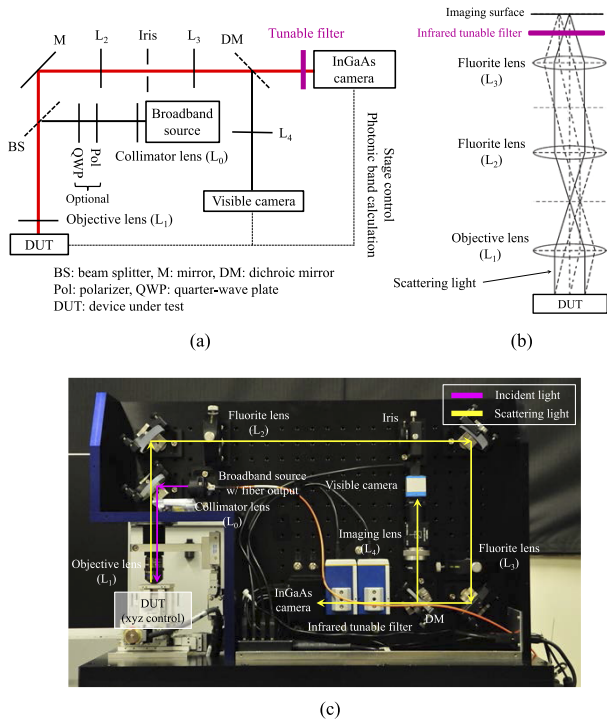 M
L2
Iris
L3
DM
Tunable filter
InGaAs
camera
BS
QWP
Pol
Optional
Broadband
source
Collimator lens (L0)
L4
Visible camera
Objective lens (L1)
DUT
Stage control
Photonic band calculation
BS: beam splitter, M: mirror, DM: dichroic mirror
Pol: polarizer, QWP: quarter-wave plate
DUT: device under test
(a)
Imaging surface
Infrared tunable filter
Fluorite lens
(L3)
Fluorite lens
(L2)
Objective lens
(L1)
Scattering light
DUT
(b)
Incident light
Scattering light
Fluorite lens
(L2)
Iris
Broadband source
w/ fiber output
Collimator lens
(L0)
Visible camera
Imaging lens
(L4)
Fluorite lens
(L3)
Objective lens
(L1)
DUT
(xyz control)
InGaAs
camera
Infrared tunable filter
DM
(c)